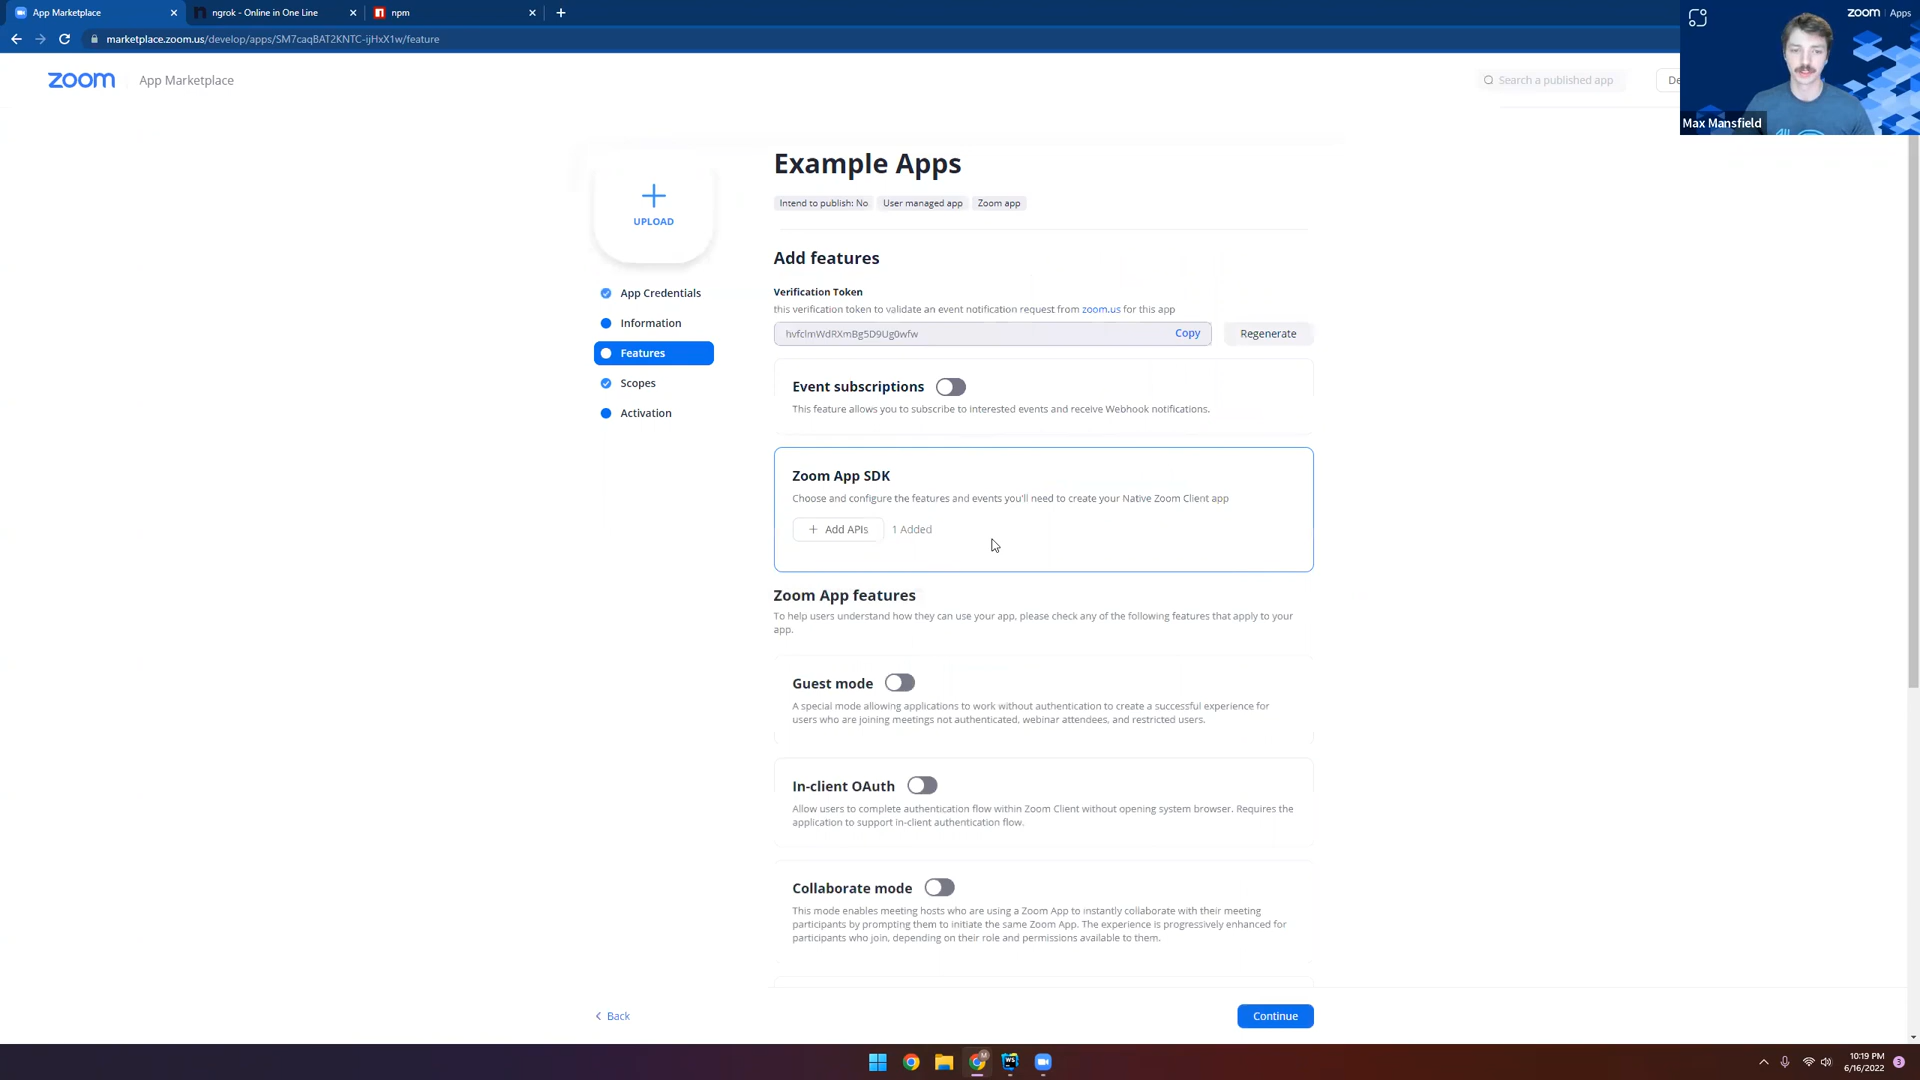 App Marketplace
ngrok - Online in One Line
npm
marketplace.zoom.us/develop/apps/SM7caqBAT2KNTC-ijHxX1w/feature
zoom | Apps
zoom App Marketplace
Search a published app
De
Max Mansfield
UPLOAD
Example Apps
Intend to publish: No User managed app Zoom app
Add features
App Credentials
Information
Features
Scopes
Activation
Verification Token
this verification token to validate an event notification request from zoom.us for this app
hvfclmWdRXmBg5D9Ug0wfw Copy Regenerate
Event subscriptions
This feature allows you to subscribe to interested events and receive Webhook notifications.
Zoom App SDK
Choose and configure the features and events you'll need to create your Native Zoom Client app
+ Add APIs 1 Added
Zoom App features
To help users understand how they can use your app, please check any of the following features that apply to your
app.
Guest mode
A special mode allowing applications to work without authentication to create a successful experience for
users who are joining meetings not authenticated, webinar attendees, and restricted users.
In-client OAuth
Allow users to complete authentication flow within Zoom Client without opening system browser. Requires the
application to support in-client authentication flow.
Collaborate mode
This mode enables meeting hosts who are using a Zoom App to instantly collaborate with their meeting
participants by prompting them to initiate the same Zoom App. The experience is progressively enhanced for
participants who join, depending on their role and permissions available to them.
< Back
Continue
M
WS
10:19 PM
6/16/2022
3